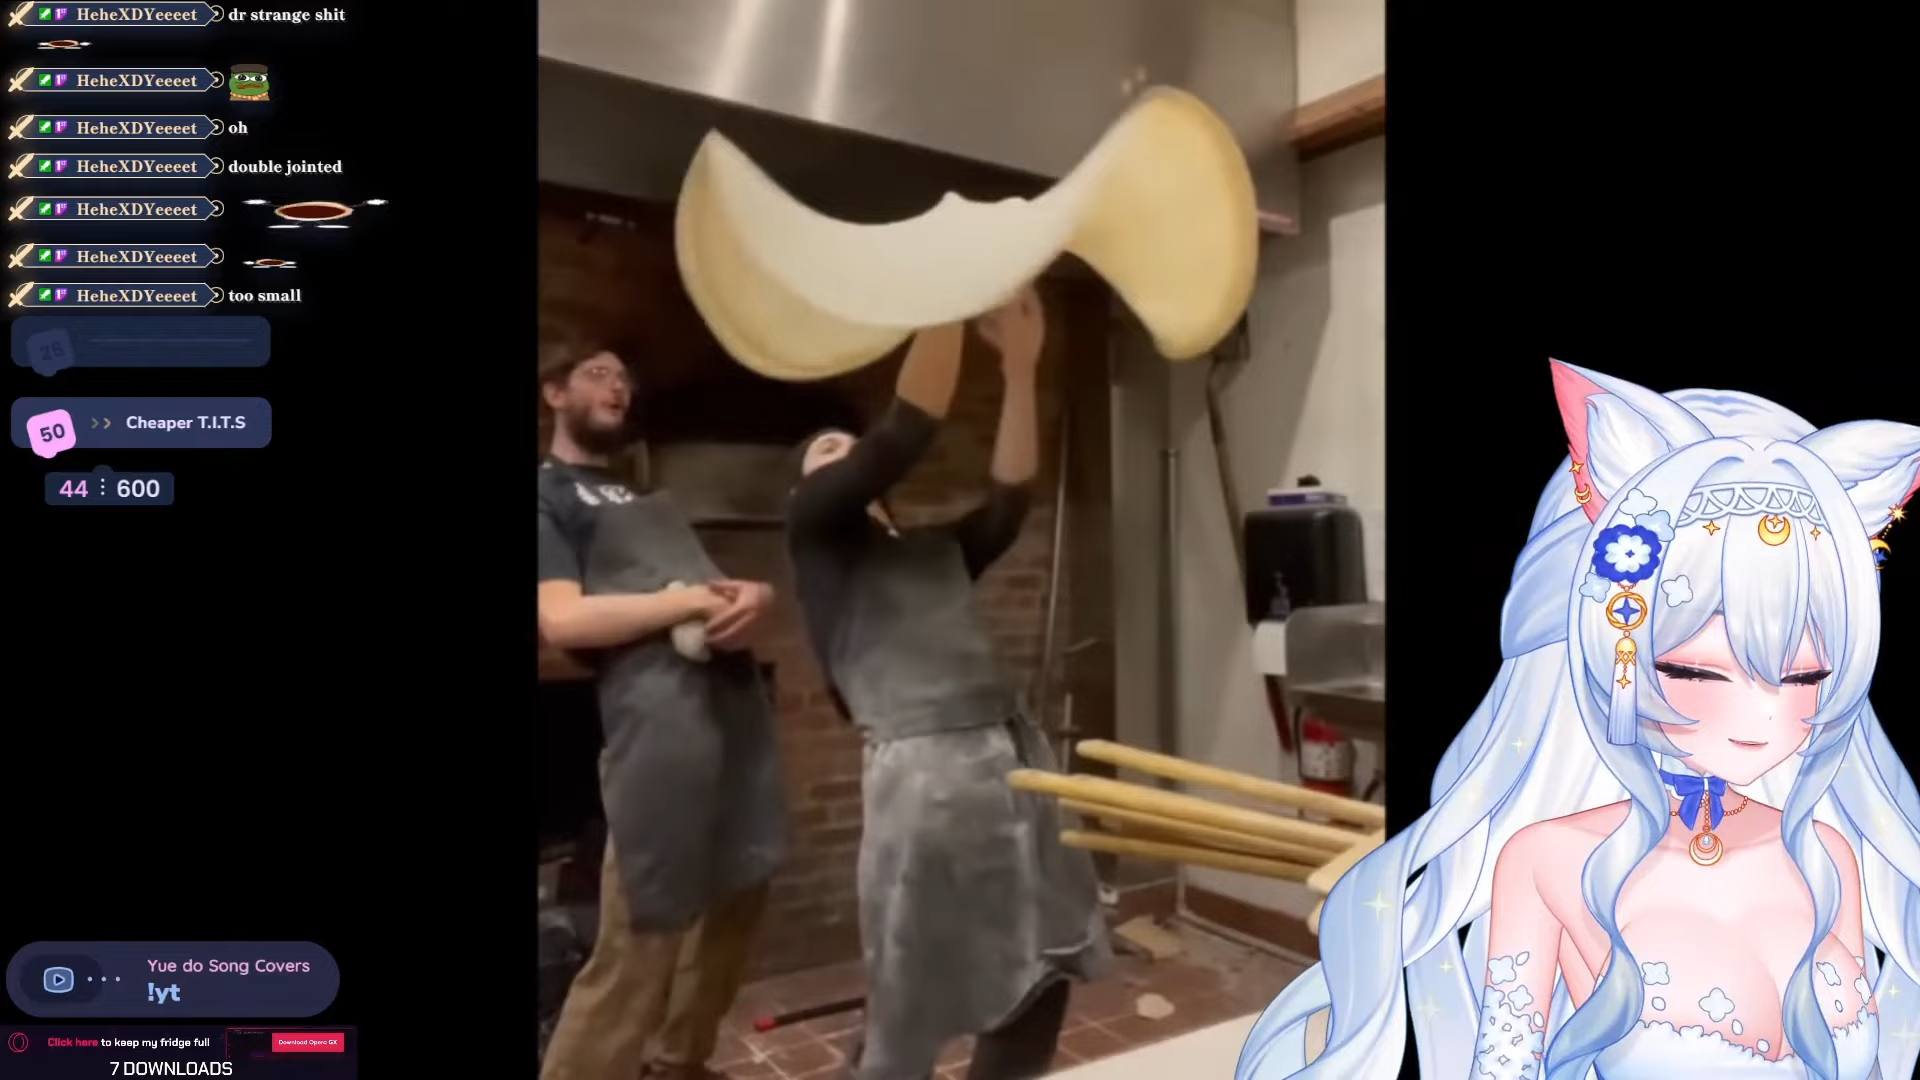 HeheXDYeeeet dr strange shit
HeheXDYeeeet
HeheXDYeeeet oh
HeheXDYeeeet double jointed
HeheXDYeeeet
HeheXDYeeeet
HeheXDYeeeet too small
25
50 >> Cheaper T.I.T.S
44 : 600
Yue do Song Covers
!yt
Click here to keep my fridge full
Download Opera GX
7 DOWNLOADS